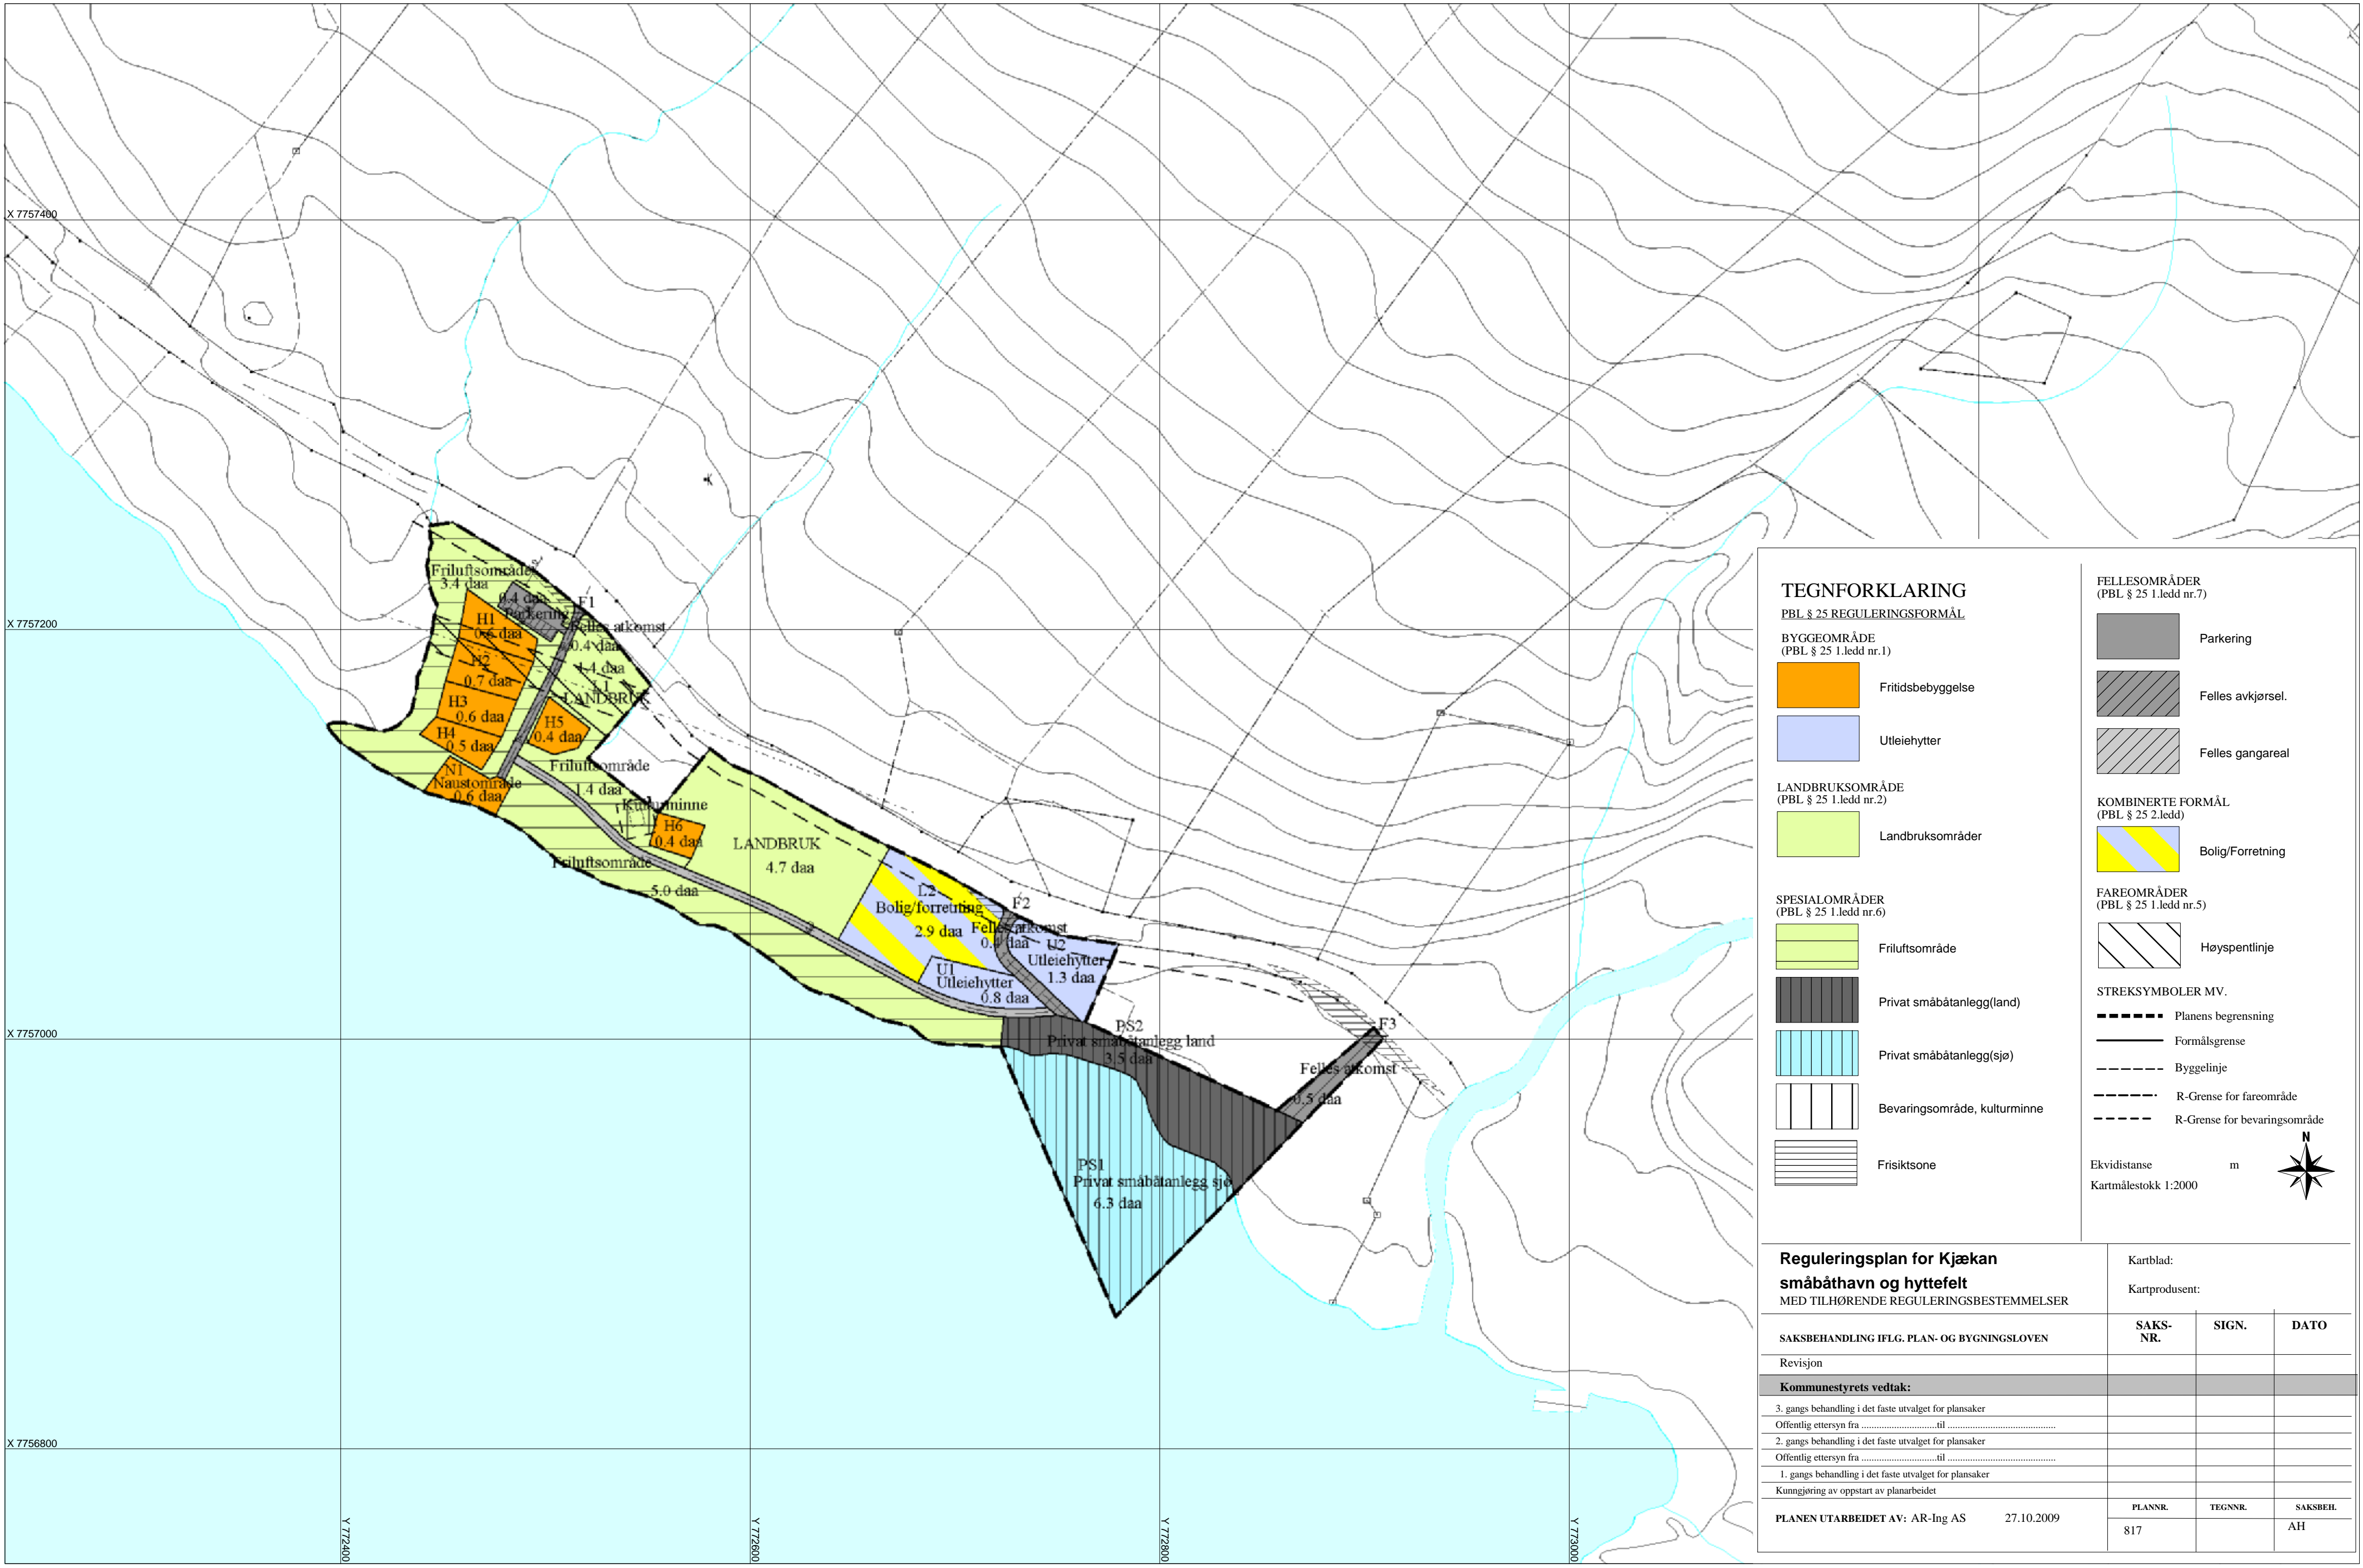 X 7757400
X 7757200
X 7757000
X 7756800
Y 772400
Y 772600
Y 772800
Y 773000
Friluftsområde
3.4 daa
0.4 daa
Parkering
F1
Felles atkomst
0.4 daa
1.4 daa
L1
LANDBRUK
H1
0.6 daa
H2
0.7 daa
H3
0.6 daa
H4
0.5 daa
H5
0.4 daa
N1
Naustområde
0.6 daa
Friluftsområde
1.4 daa
Kulturminne
H6
0.4 daa
Friluftsområde
5.0 daa
LANDBRUK
4.7 daa
L2
Bolig/forretning
2.9 daa
F2
Felles atkomst
0.4 daa
U2
Utleiehytter
1.3 daa
U1
Utleiehytter
0.8 daa
PS2
Privat småbåtanlegg land
3.5 daa
F3
Felles atkomst
0.5 daa
PS1
Privat småbåtanlegg sjø
6.3 daa
TEGNFORKLARING
PBL § 25 REGULERINGSFORMÅL
BYGGEOMRÅDE
(PBL § 25 1.ledd nr.1)
Fritidsbebyggelse
Utleiehytter
LANDBRUKSOMRÅDE
(PBL § 25 1.ledd nr.2)
Landbruksområder
SPESIALOMRÅDER
(PBL § 25 1.ledd nr.6)
Friluftsområde
Privat småbåtanlegg(land)
Privat småbåtanlegg(sjø)
Bevaringsområde, kulturminne
Frisiktsone
FELLESOMRÅDER
(PBL § 25 1.ledd nr.7)
Parkering
Felles avkjørsel.
Felles gangareal
KOMBINERTE FORMÅL
(PBL § 25 2.ledd)
Bolig/Forretning
FAREOMRÅDER
(PBL § 25 1.ledd nr.5)
Høyspentlinje
STREKSYMBOLER MV.
Planens begrensning
Formålsgrense
Byggelinje
R-Grense for fareområde
R-Grense for bevaringsområde
N
Ekvidistanse m
Kartmålestokk 1:2000
Reguleringsplan for Kjækan
småbåthavn og hyttefelt
MED TILHØRENDE REGULERINGSBESTEMMELSER
Kartblad:
Kartprodusent:
SAKSBEHANDLING IFLG. PLAN- OG BYGNINGSLOVEN
SAKS-
NR.
SIGN.
DATO
Revisjon
Kommunestyrets vedtak:
3. gangs behandling i det faste utvalget for plansaker
Offentlig ettersyn fra ..............................til ...........................................
2. gangs behandling i det faste utvalget for plansaker
Offentlig ettersyn fra ..............................til ...........................................
1. gangs behandling i det faste utvalget for plansaker
Kunngjøring av oppstart av planarbeidet
PLANEN UTARBEIDET AV: AR-Ing AS 27.10.2009
PLANNR.
TEGNNR.
SAKSBEH.
817
AH